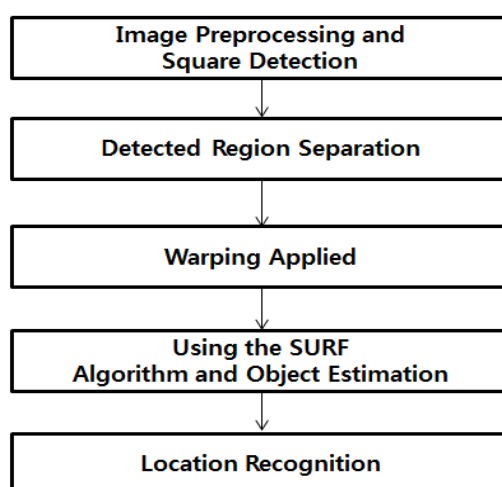 Image Preprocessing and
Square Detection
Detected Region Separation
Warping Applied
Using the SURF
Algorithm and Object Estimation
Location Recognition